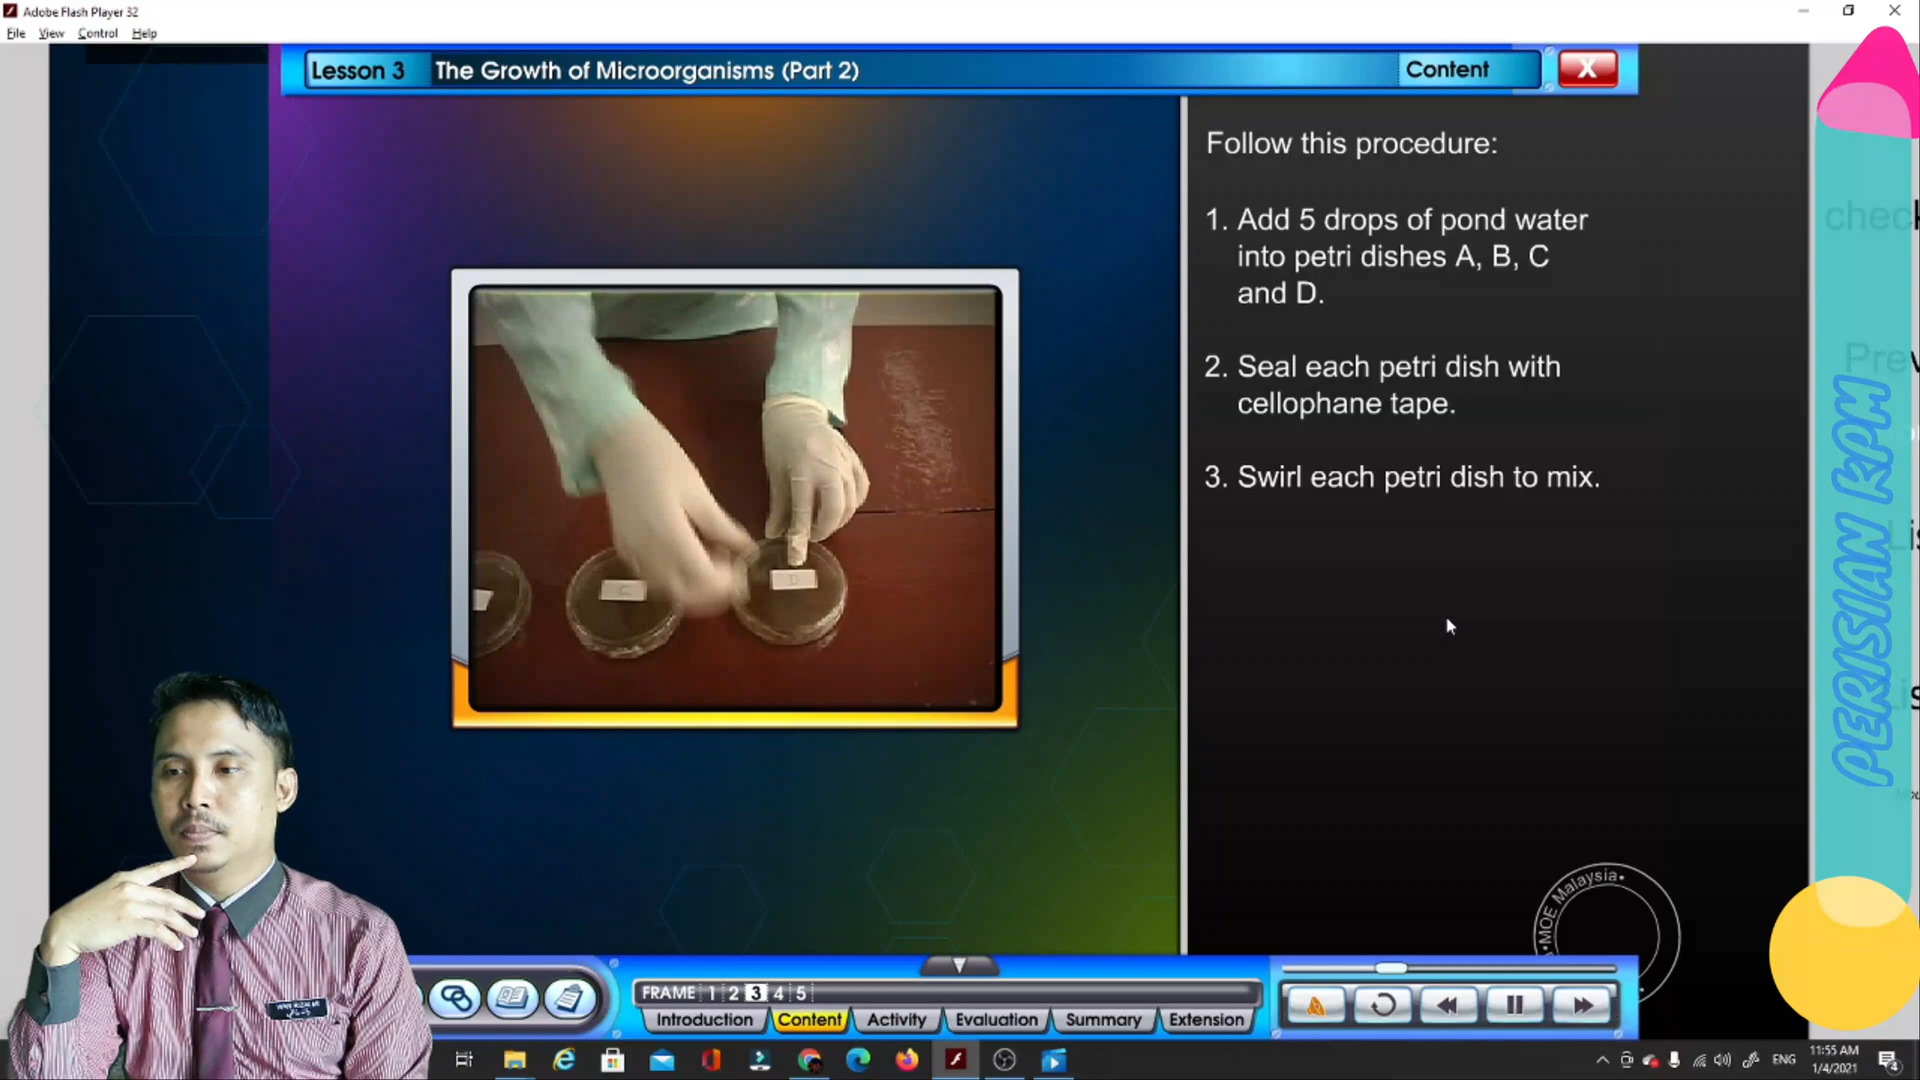 Adobe Flash Player 32
File View Control Help
Lesson 3 The Growth of Microorganisms (Part 2) Content X
Follow this procedure:
1. Add 5 drops of pond water
into petri dishes A, B, C
and D.
2. Seal each petri dish with
cellophane tape.
3. Swirl each petri dish to mix.
C
D
PERISIAN KPM
•MOE Malaysia•
FRAME 1 2 3 4 5
Introduction Content Activity Evaluation Summary Extension
ENG
11:55 AM
1/4/2021
4